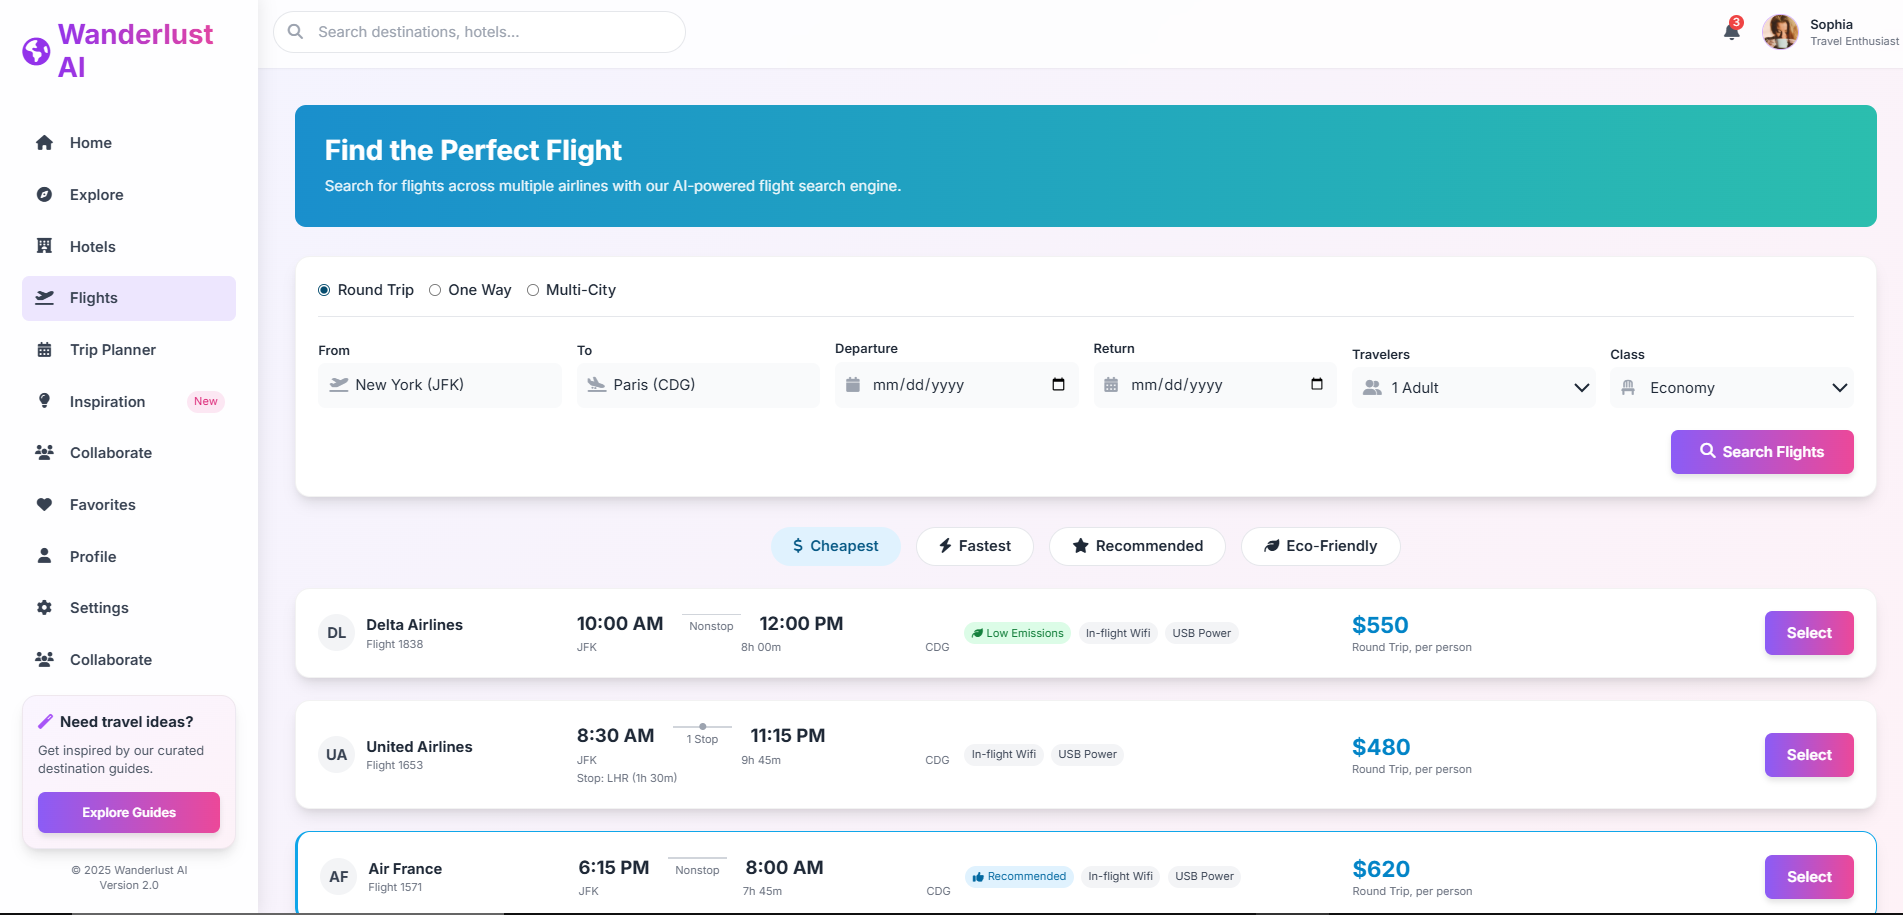 Wanderlust
AI
Home
Explore
Hotels
Flights
Trip Planner
Inspiration New
Collaborate
Favorites
Profile
Settings
Collaborate
Need travel ideas?
Get inspired by our curated
destination guides.
Explore Guides
© 2025 Wanderlust AI
Version 2.0
Search destinations, hotels...
3
Sophia
Travel Enthusiast
Find the Perfect Flight
Search for flights across multiple airlines with our AI-powered flight search engine.
Round Trip One Way Multi-City
From To Departure Return Travelers Class
New York (JFK) Paris (CDG) mm/dd/yyyy mm/dd/yyyy 1 Adult Economy
Search Flights
$ Cheapest Fastest Recommended Eco-Friendly
DL Delta Airlines
Flight 1838
10:00 AM Nonstop 12:00 PM
JFK 8h 00m CDG
Low Emissions In-flight Wifi USB Power
$550
Round Trip, per person
Select
UA United Airlines
Flight 1653
8:30 AM 1 Stop 11:15 PM
JFK 9h 45m CDG
Stop: LHR (1h 30m)
In-flight Wifi USB Power
$480
Round Trip, per person
Select
AF Air France
Flight 1571
6:15 PM Nonstop 8:00 AM
JFK 7h 45m CDG
Recommended In-flight Wifi USB Power
$620
Round Trip, per person
Select